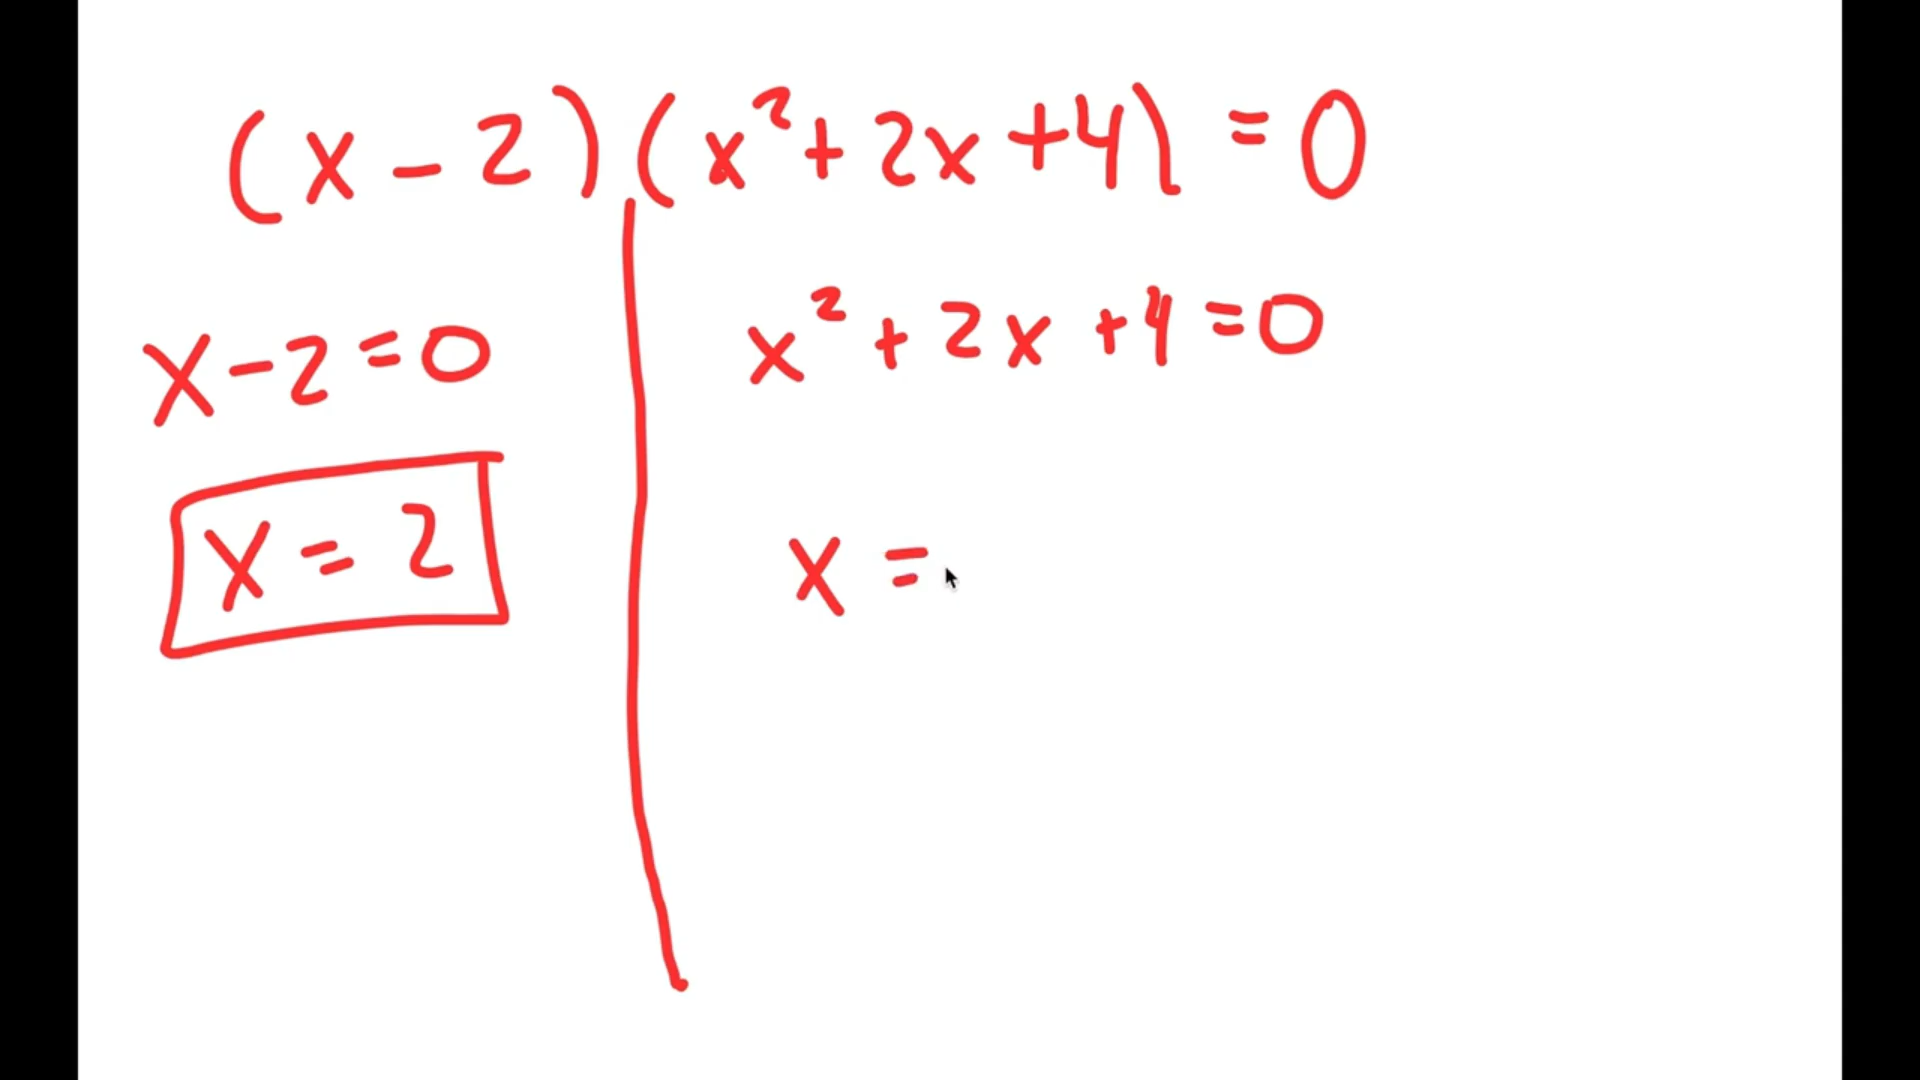 (x - 2)(x² + 2x + 4) = 0
x - 2 = 0
x = 2
x² + 2x + 4 = 0
x =